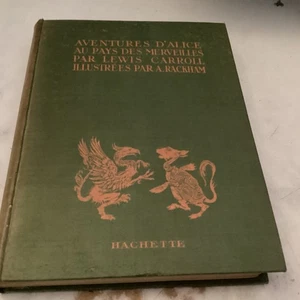 AVENTURES D'ALICE
AU PAYS DES MERVEILLES
PAR LEWIS CARROLL
ILLUSTRÉES PAR A. RACKHAM
HACHETTE